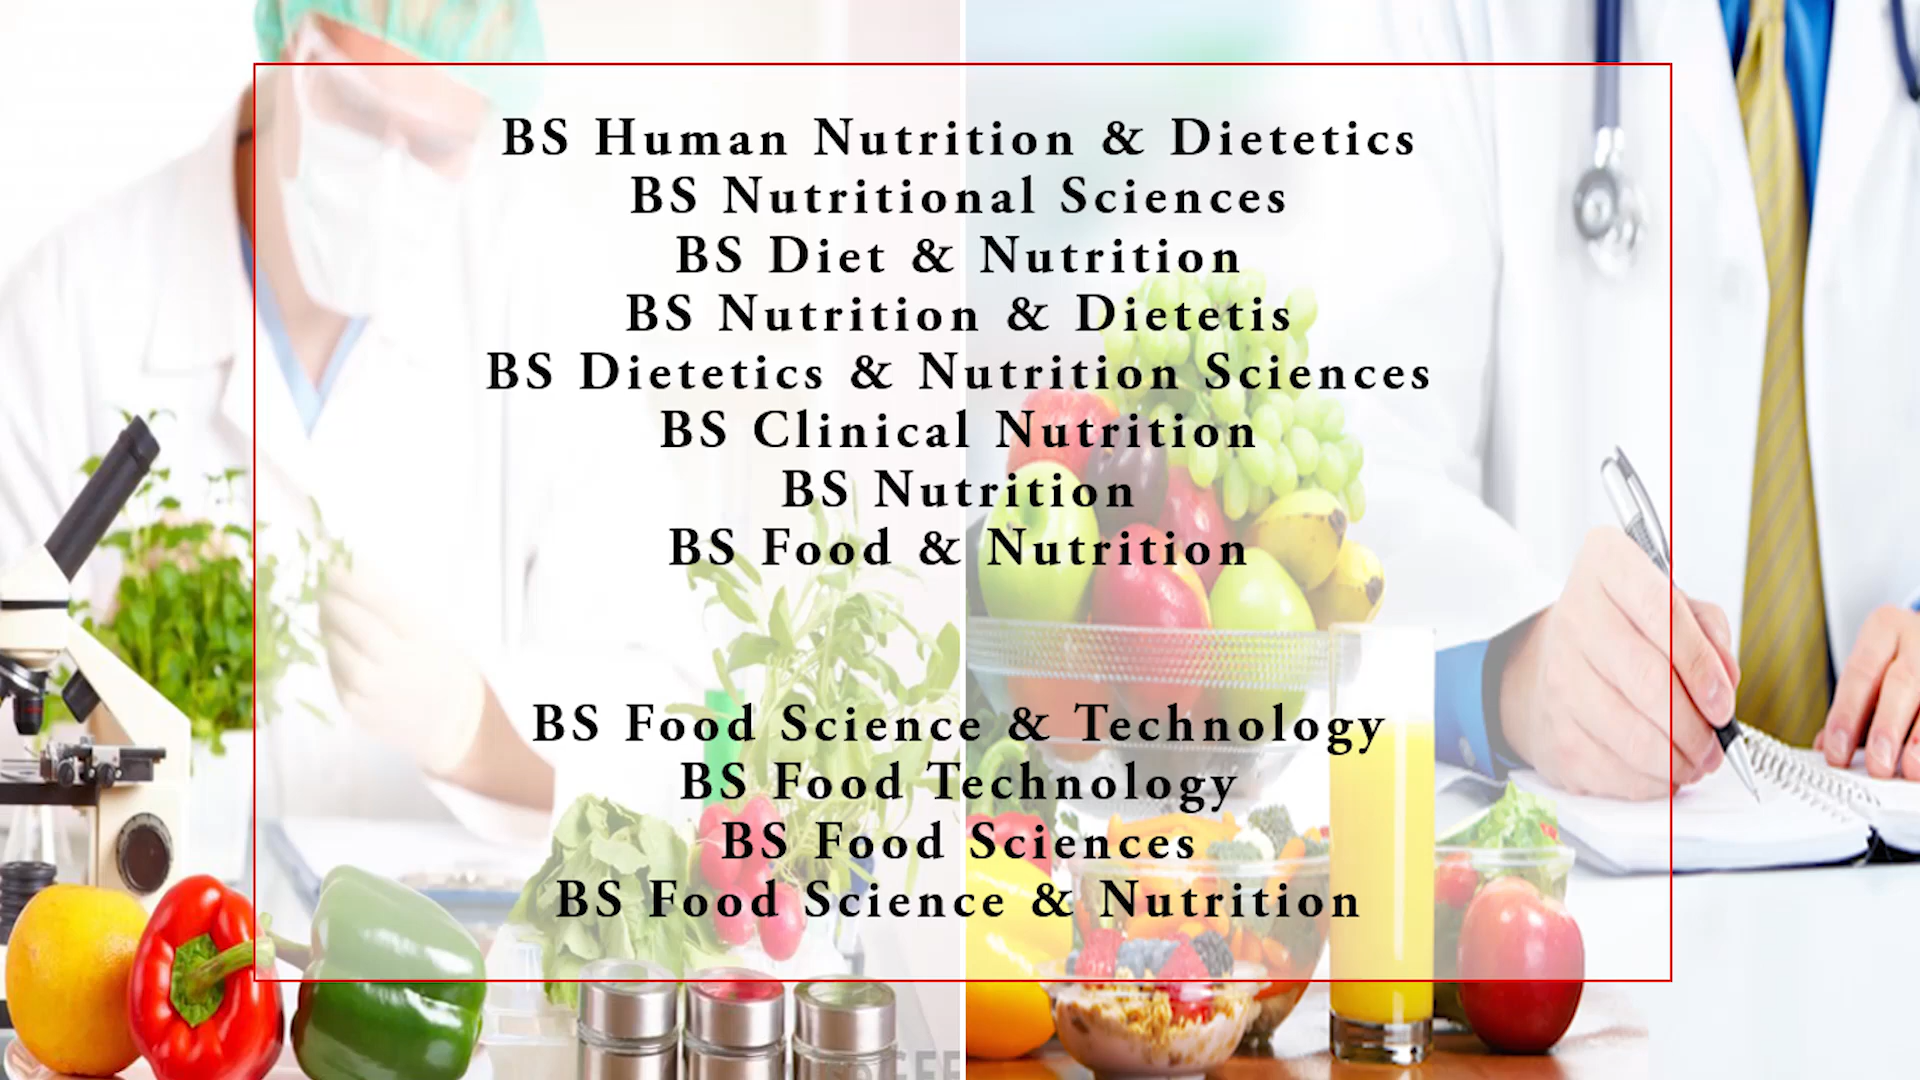 BS Human Nutrition & Dietetics
BS Nutritional Sciences
BS Diet & Nutrition
BS Nutrition & Dietetis
BS Dietetics & Nutrition Sciences
BS Clinical Nutrition
BS Nutrition
BS Food & Nutrition
BS Food Science & Technology
BS Food Technology
BS Food Sciences
BS Food Science & Nutrition